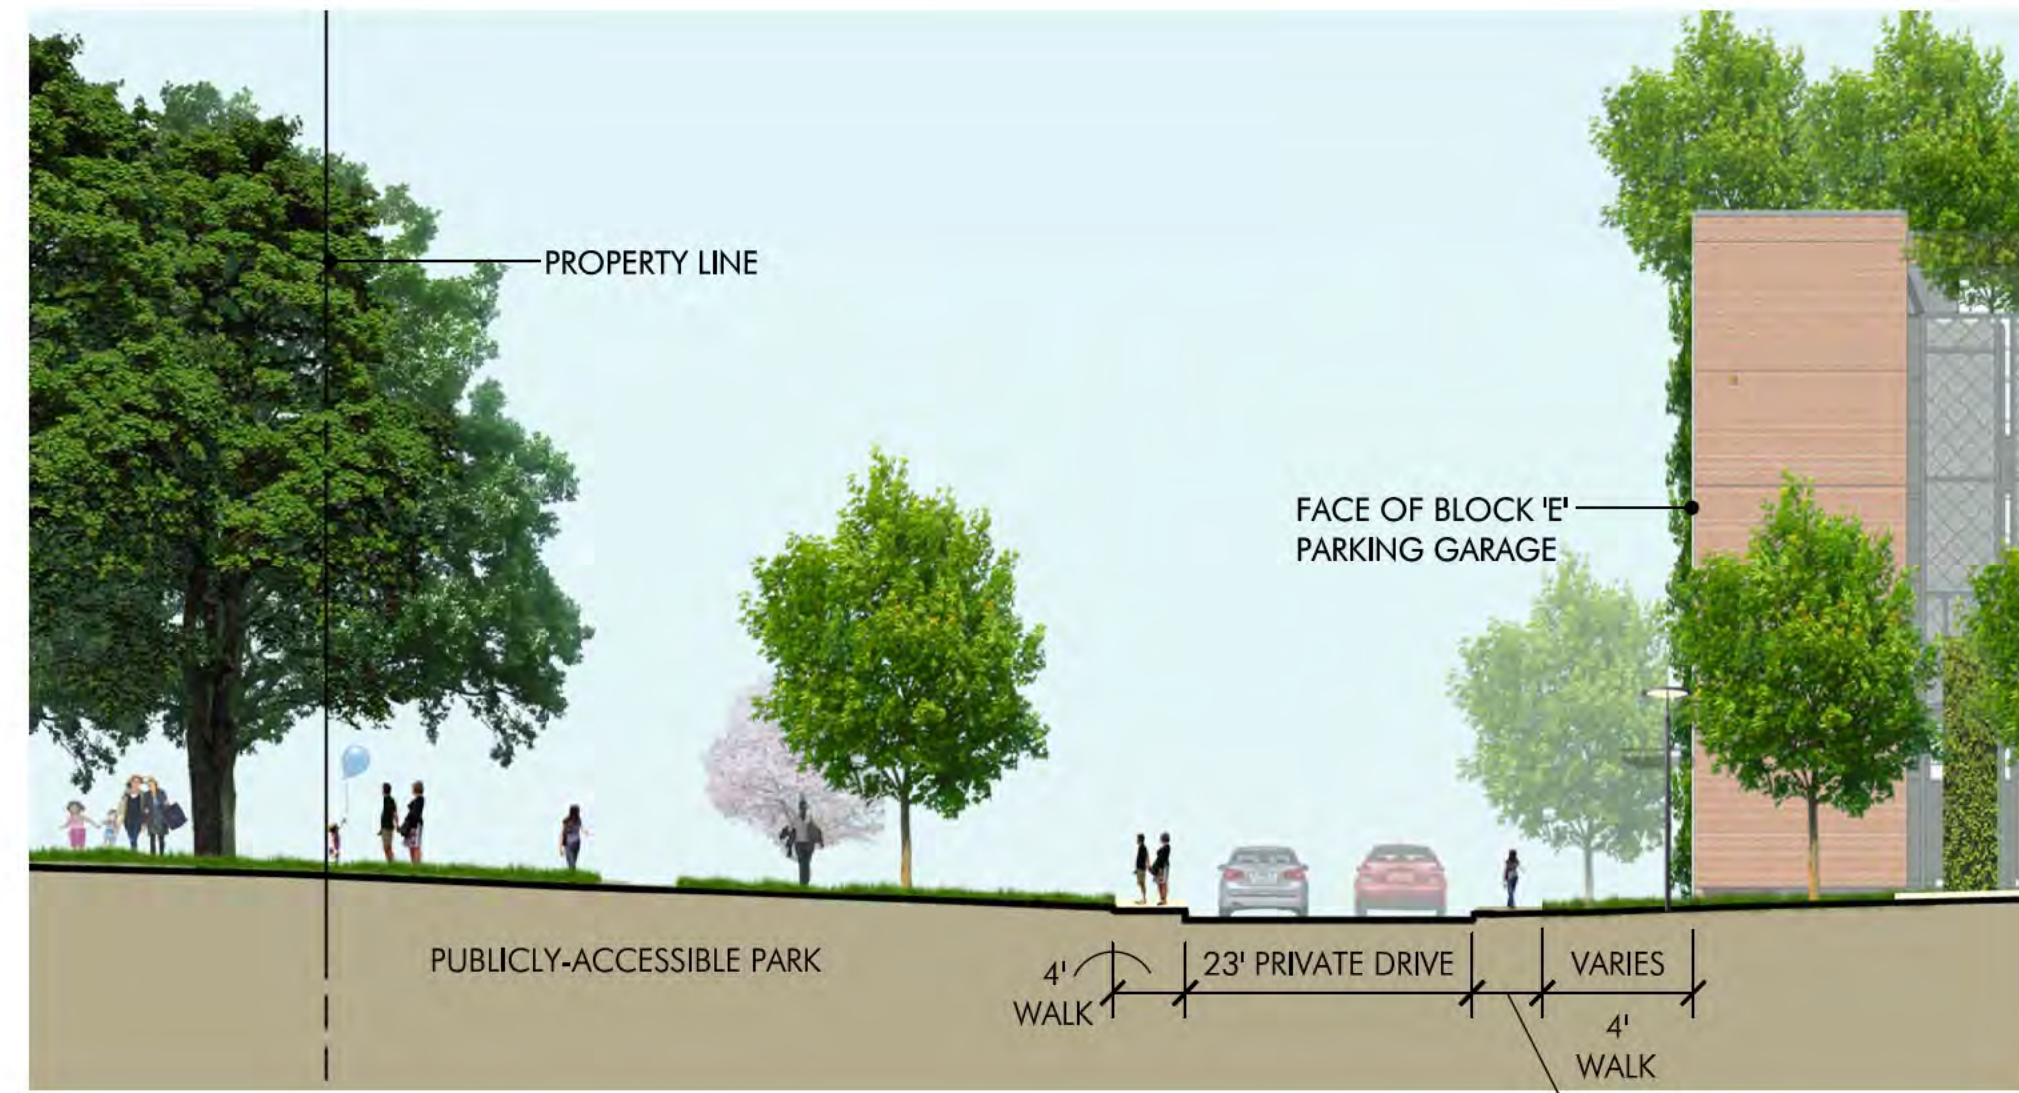 PROPERTY LINE
FACE OF BLOCK 'E'
PARKING GARAGE
PUBLICLY-ACCESSIBLE PARK
4'
WALK
23' PRIVATE DRIVE
VARIES
4'
WALK